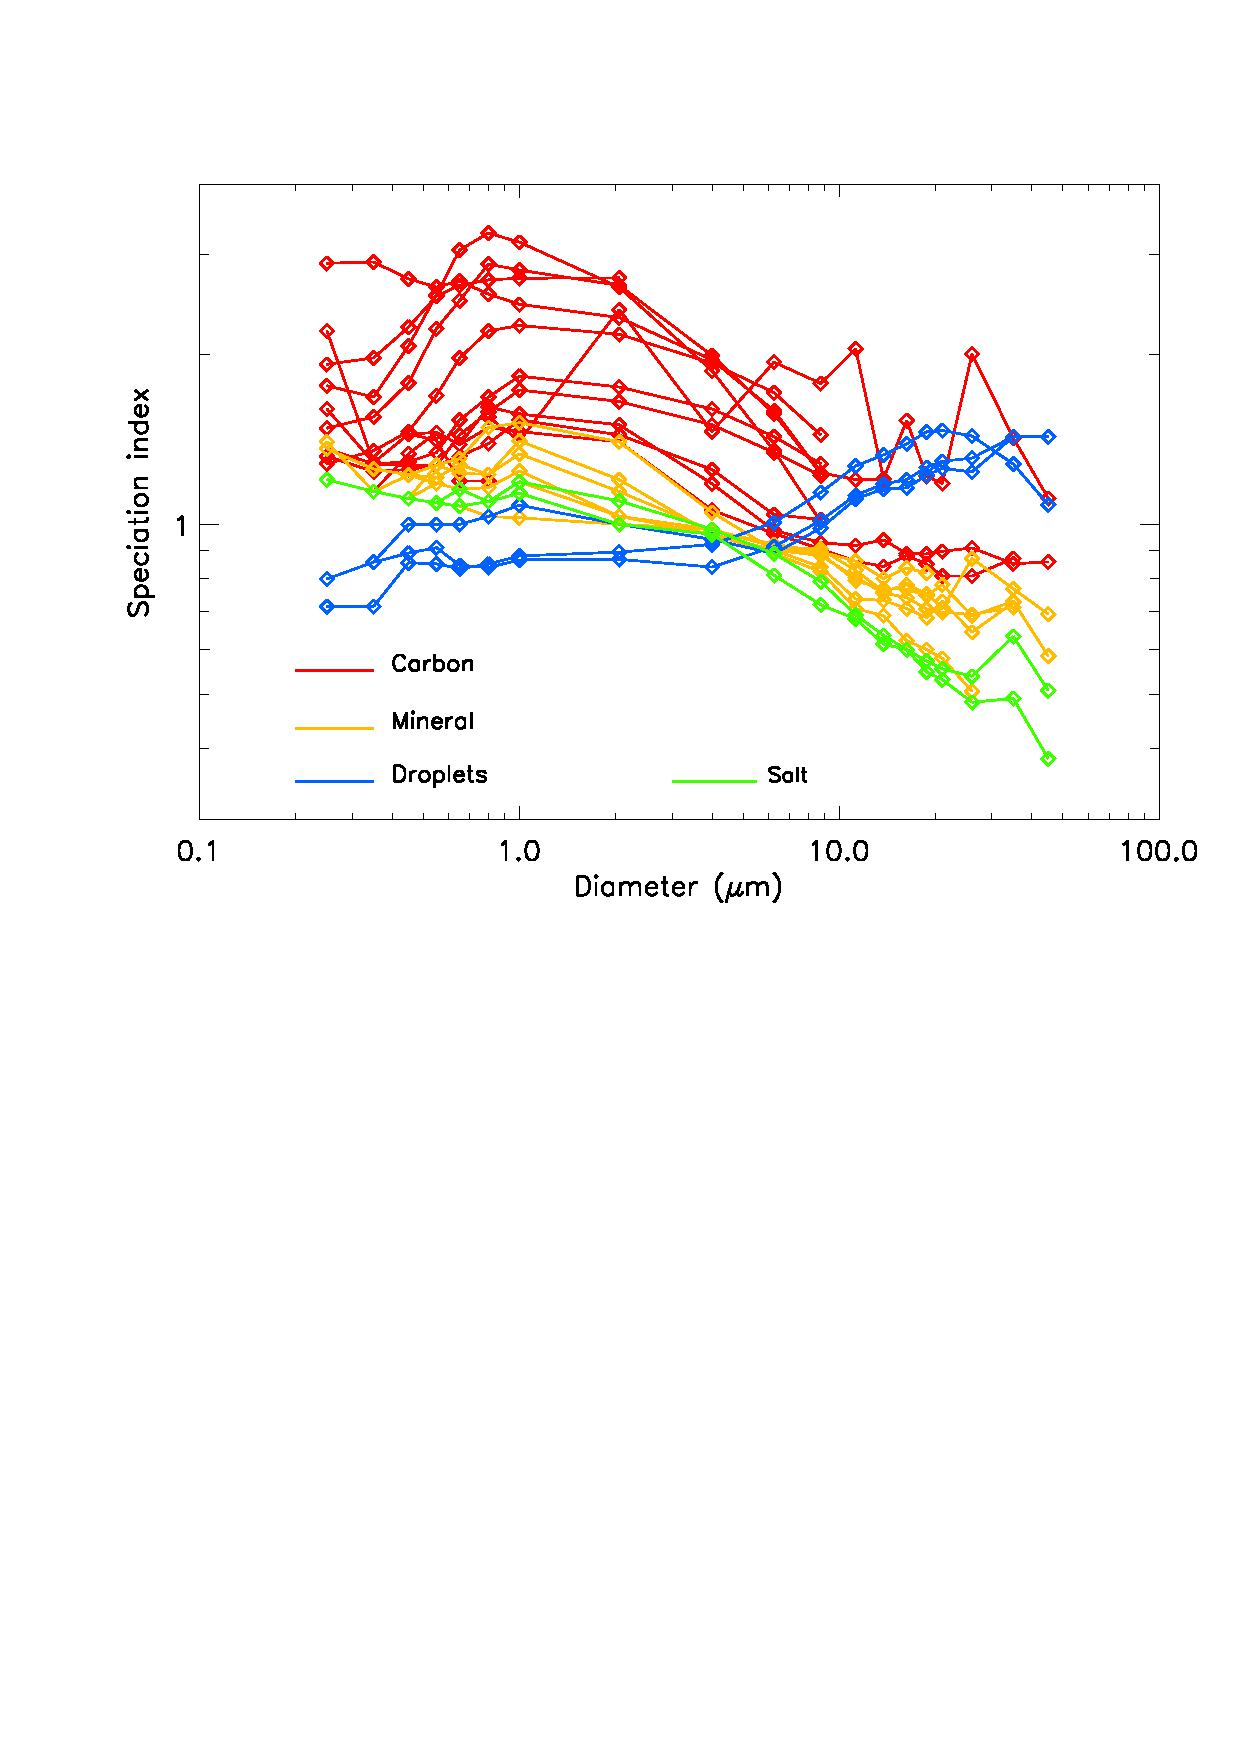 Speciation index
1
Carbon
Mineral
Droplets
Salt
0.1 1.0 10.0 100.0
Diameter (μm)